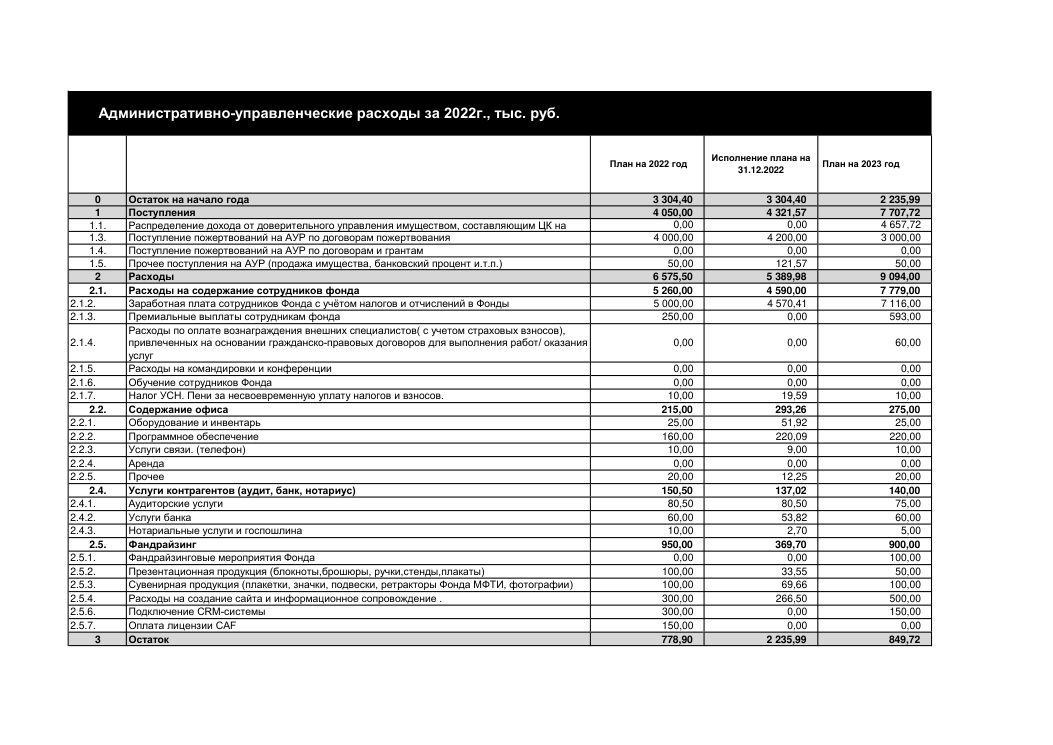 Административно-управленческие расходы за 2022г., тыс. руб.
План на 2022 год Исполнение плана на 31.12.2022 План на 2023 год
0 Остаток на начало года 3 304,40 3 304,40 2 235,99
1 Поступления 4 050,00 4 321,57 7 707,72
1.1. Распределение дохода от доверительного управления имуществом, составляющим ЦК на 0,00 0,00 4 657,72
1.3. Поступление пожертвований на АУР по договорам пожертвования 4 000,00 4 200,00 3 000,00
1.4. Поступление пожертвований на АУР по договорам и грантам 0,00 0,00 0,00
1.5. Прочее поступления на АУР (продажа имущества, банковский процент и.т.п.) 50,00 121,57 50,00
2 Расходы 6 575,50 5 389,98 9 094,00
2.1. Расходы на содержание сотрудников фонда 5 260,00 4 590,00 7 779,00
2.1.2. Заработная плата сотрудников Фонда с учётом налогов и отчислений в Фонды 5 000,00 4 570,41 7 116,00
2.1.3. Премиальные выплаты сотрудникам фонда 250,00 0,00 593,00
2.1.4. Расходы по оплате вознаграждения внешних специалистов( с учетом страховых взносов),
привлеченных на основании гражданско-правовых договоров для выполнения работ/ оказания
услуг 0,00 0,00 60,00
2.1.5. Расходы на командировки и конференции 0,00 0,00 0,00
2.1.6. Обучение сотрудников Фонда 0,00 0,00 0,00
2.1.7. Налог УСН. Пени за несвоевременную уплату налогов и взносов. 10,00 19,59 10,00
2.2. Содержание офиса 215,00 293,26 275,00
2.2.1. Оборудование и инвентарь 25,00 51,92 25,00
2.2.2. Программное обеспечение 160,00 220,09 220,00
2.2.3. Услуги связи. (телефон) 10,00 9,00 10,00
2.2.4. Аренда 0,00 0,00 0,00
2.2.5. Прочее 20,00 12,25 20,00
2.4. Услуги контрагентов (аудит, банк, нотариус) 150,50 137,02 140,00
2.4.1. Аудиторские услуги 80,50 80,50 75,00
2.4.2. Услуги банка 60,00 53,82 60,00
2.4.3. Нотариальные услуги и госпошлина 10,00 2,70 5,00
2.5. Фандрайзинг 950,00 369,70 900,00
2.5.1. Фандрайзинговые мероприятия Фонда 0,00 0,00 100,00
2.5.2. Презентационная продукция (блокноты,брошюры, ручки,стенды,плакаты) 100,00 33,55 50,00
2.5.3. Сувенирная продукция (плакетки, значки, подвески, ретракторы Фонда МФТИ, фотографии) 100,00 69,66 100,00
2.5.4. Расходы на создание сайта и информационное сопровождение . 300,00 266,50 500,00
2.5.6. Подключение CRM-системы 300,00 0,00 150,00
2.5.7. Оплата лицензии CAF 150,00 0,00 0,00
3 Остаток 778,90 2 235,99 849,72